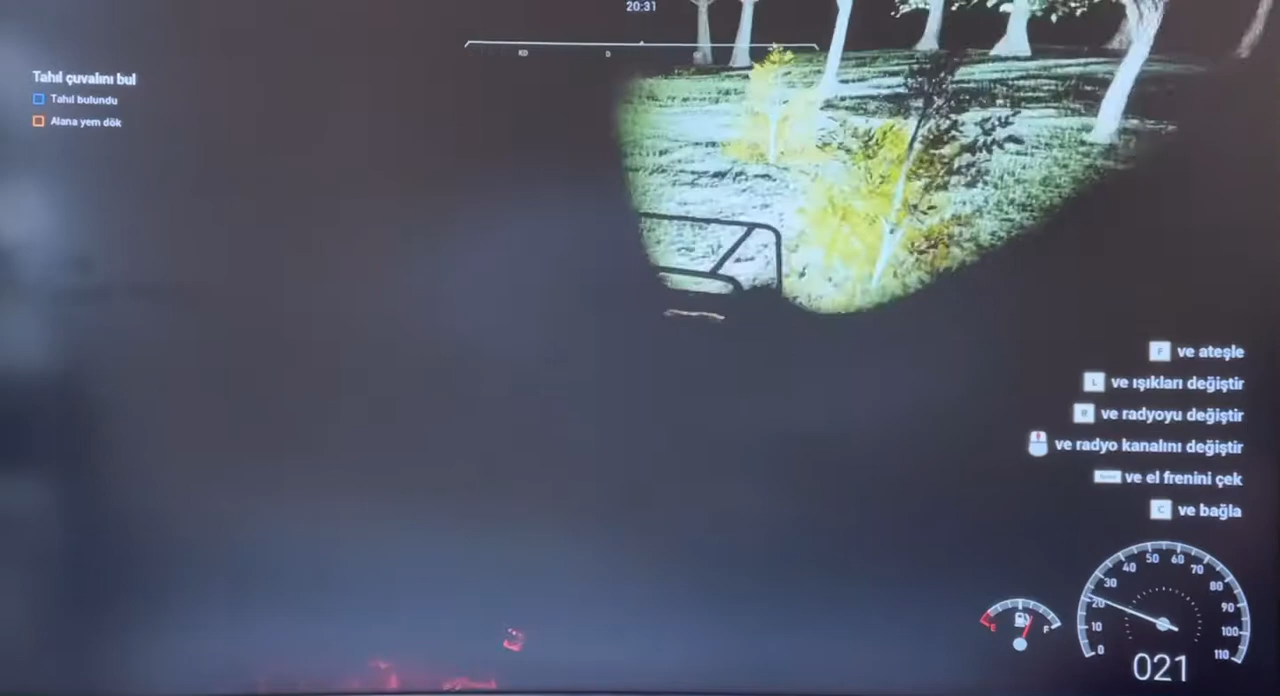 20:31
KD
D
Tahıl çuvalını bul
Tahıl bulundu
Alana yem dök
F ve ateşle
L ve ışıkları değiştir
R ve radyoyu değiştir
ve radyo kanalını değiştir
ve el frenini çek
C ve bağla
0 10 20 30 40 50 60 70 80 90 100 110
E F
021